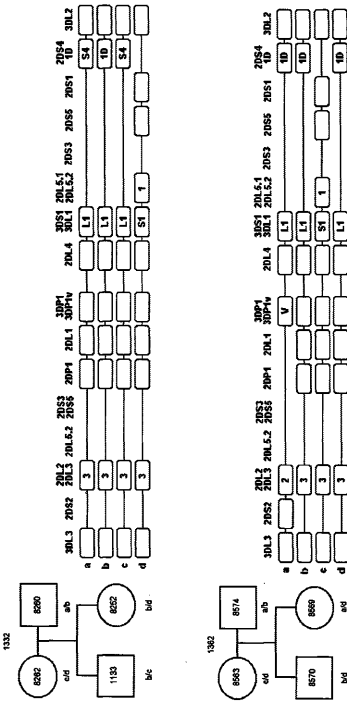 1332
8262 8260
c/d a/b
1133 8252
b/c b/d
3DL3 2DS2 2DL2 2DL5.2 2DS3 2DP1 2DL1 3DP1 2DL4 3DS1 2DL5.1 2DS3 2DS5 2DS1 2DS4 3DL2
2DL3 2DS5 3DP1v 3DL1 2DL5.2 1D
a 3 L1 S4
b 3 L1 1D
c 3 L1 S4
d 3 S1 1
1362
8563 8574
c/d a/b
8570 8569
b/d a/d
3DL3 2DS2 2DL2 2DL5.2 2DS3 2DP1 2DL1 3DP1 2DL4 3DS1 2DL5.1 2DS3 2DS5 2DS1 2DS4 3DL2
2DL3 2DS5 3DP1v 3DL1 2DL5.2 1D
a 2 V L1 1D
b 3 L1 1D
c 3 S1 1
d 3 L1 1D